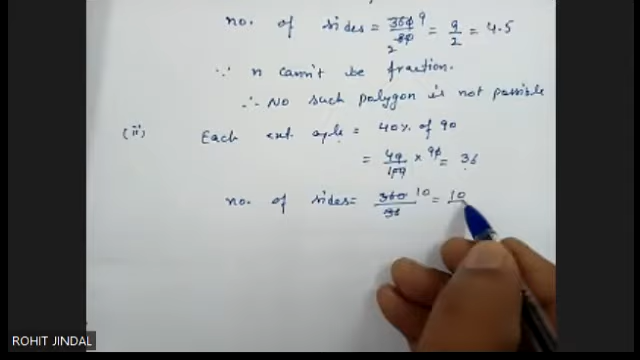 no. of sides = 360/80 9/2 = 9/2 = 4.5
∵ n cann't be fraction.
∴ No such polygon is not possible
(ii) Each ext. angle = 40% of 90
= 40/100 × 90 = 36
no. of sides = 360/36 10 = 10
ROHIT JINDAL